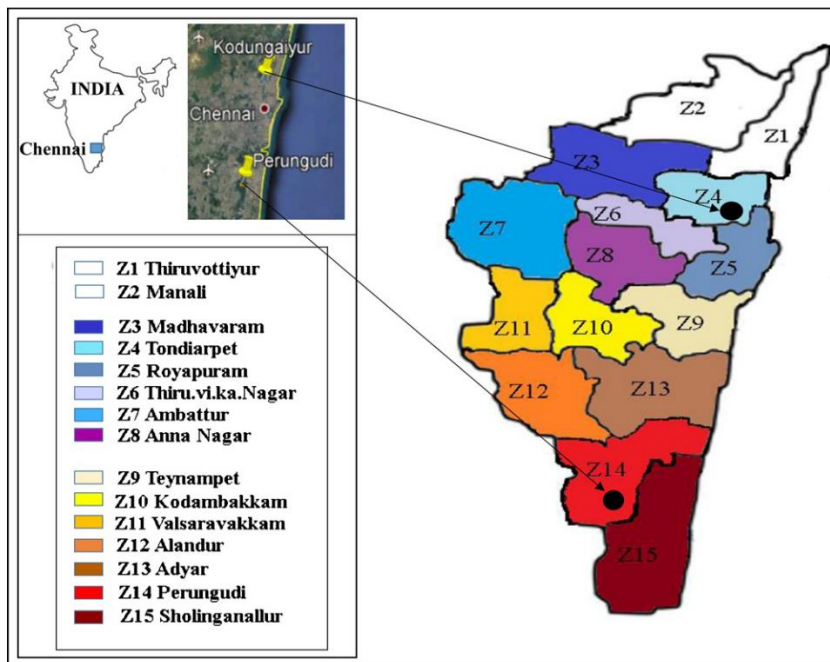 INDIA
Chennai
Kodungaiyur
Chennai
Perungudi
Z1 Thiruvottiyur
Z2 Manali
Z3 Madhavaram
Z4 Tondiarpet
Z5 Royapuram
Z6 Thiru.vi.ka.Nagar
Z7 Ambattur
Z8 Anna Nagar
Z9 Teynampet
Z10 Kodambakkam
Z11 Valsaravakkam
Z12 Alandur
Z13 Adyar
Z14 Perungudi
Z15 Sholinganallur
Z2
Z1
Z3
Z4
Z6
Z7
Z8
Z5
Z11
Z10
Z9
Z12
Z13
Z14
Z15